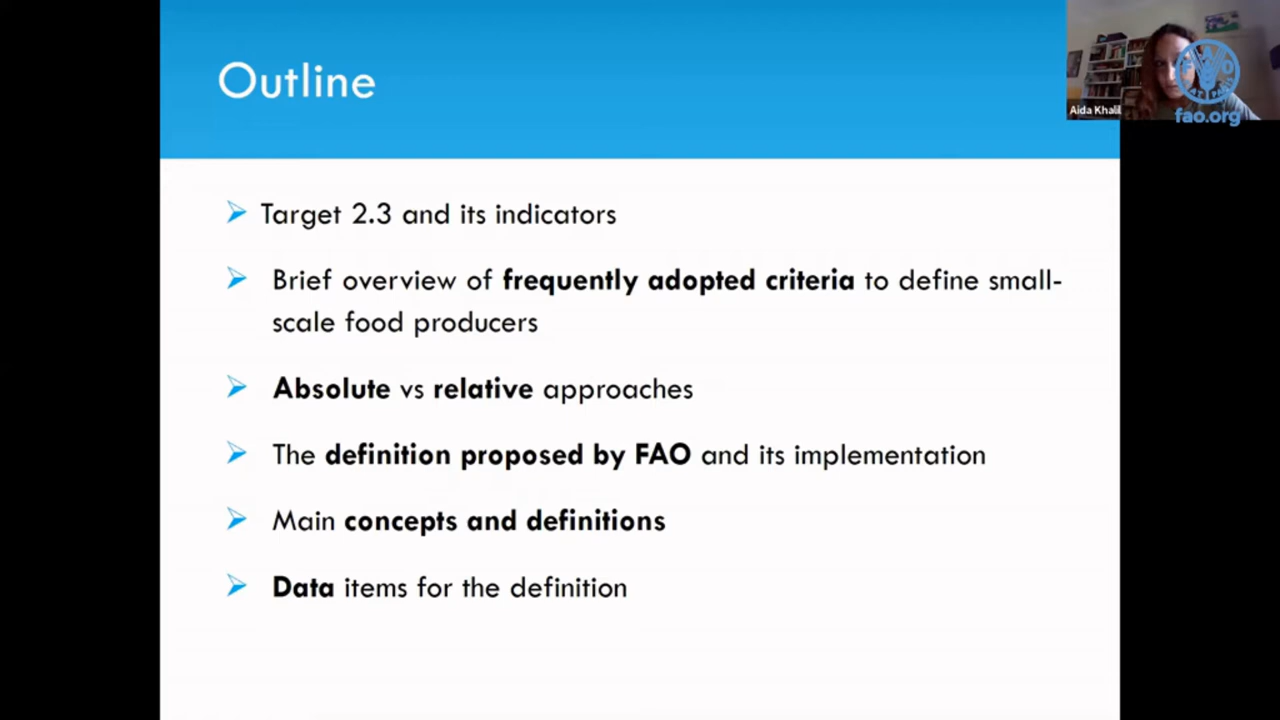 Outline
Aida Khalil
FAO
fao.org
Target 2.3 and its indicators
Brief overview of frequently adopted criteria to define small-
scale food producers
Absolute vs relative approaches
The definition proposed by FAO and its implementation
Main concepts and definitions
Data items for the definition